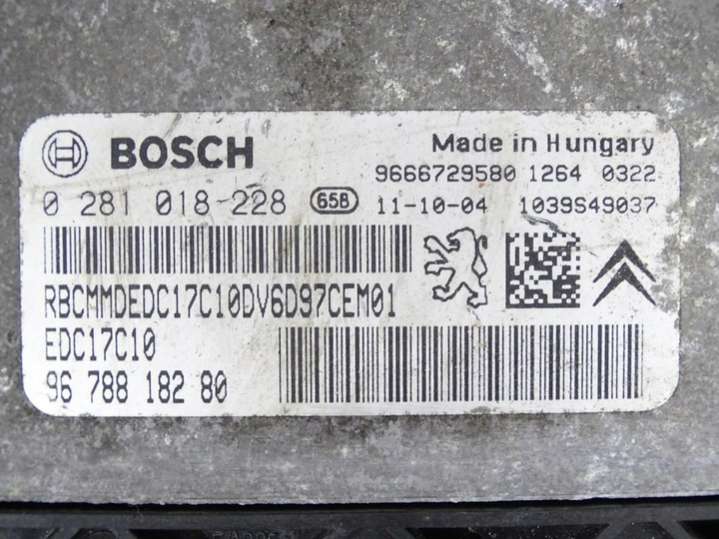 BOSCH
Made in Hungary
9666729580 1264 0322
0 281 018-228 658 11-10-04 1039S49037
RBCMMDEDC17C10DV6D97CEM01
EDC17C10
96 788 182 80